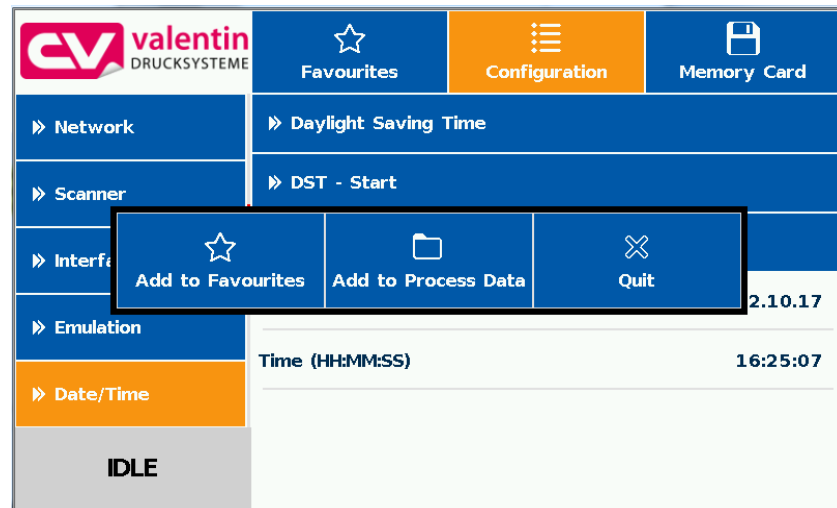 valentin
DRUCKSYSTEME
Favourites
Configuration
Memory Card
Network
Daylight Saving Time
Scanner
DST - Start
Add to Favourites
Add to Process Data
Quit
2.10.17
Emulation
Time (HH:MM:SS) 16:25:07
Date/Time
IDLE